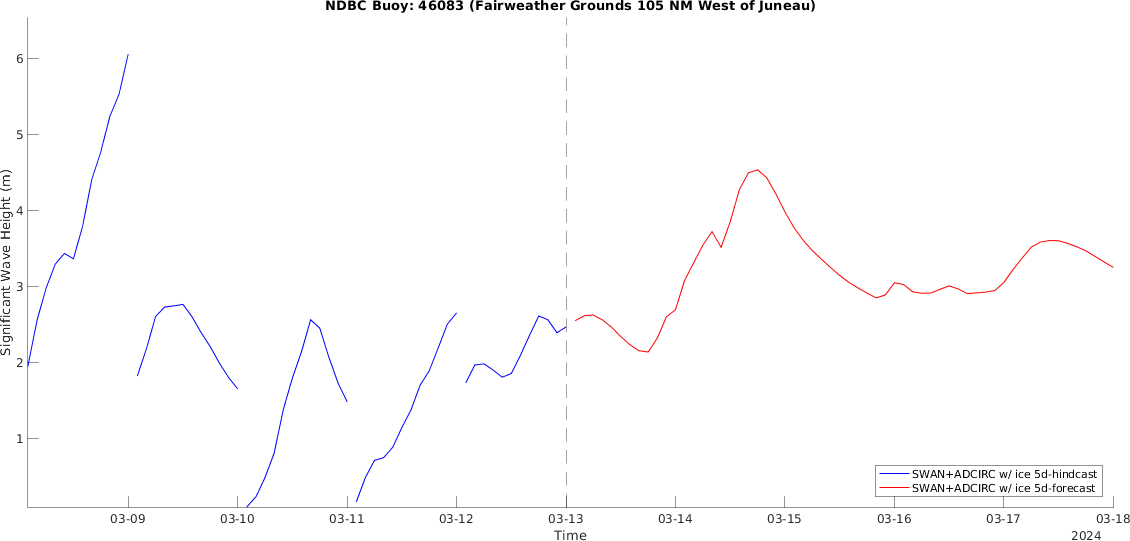 NDBC Buoy: 46083 (Fairweather Grounds 105 NM West of Juneau)
Significant Wave Height (m)
6
5
4
3
2
1
SWAN+ADCIRC w/ ice 5d-hindcast
SWAN+ADCIRC w/ ice 5d-forecast
03-09 03-10 03-11 03-12 03-13 03-14 03-15 03-16 03-17 03-18
Time
2024